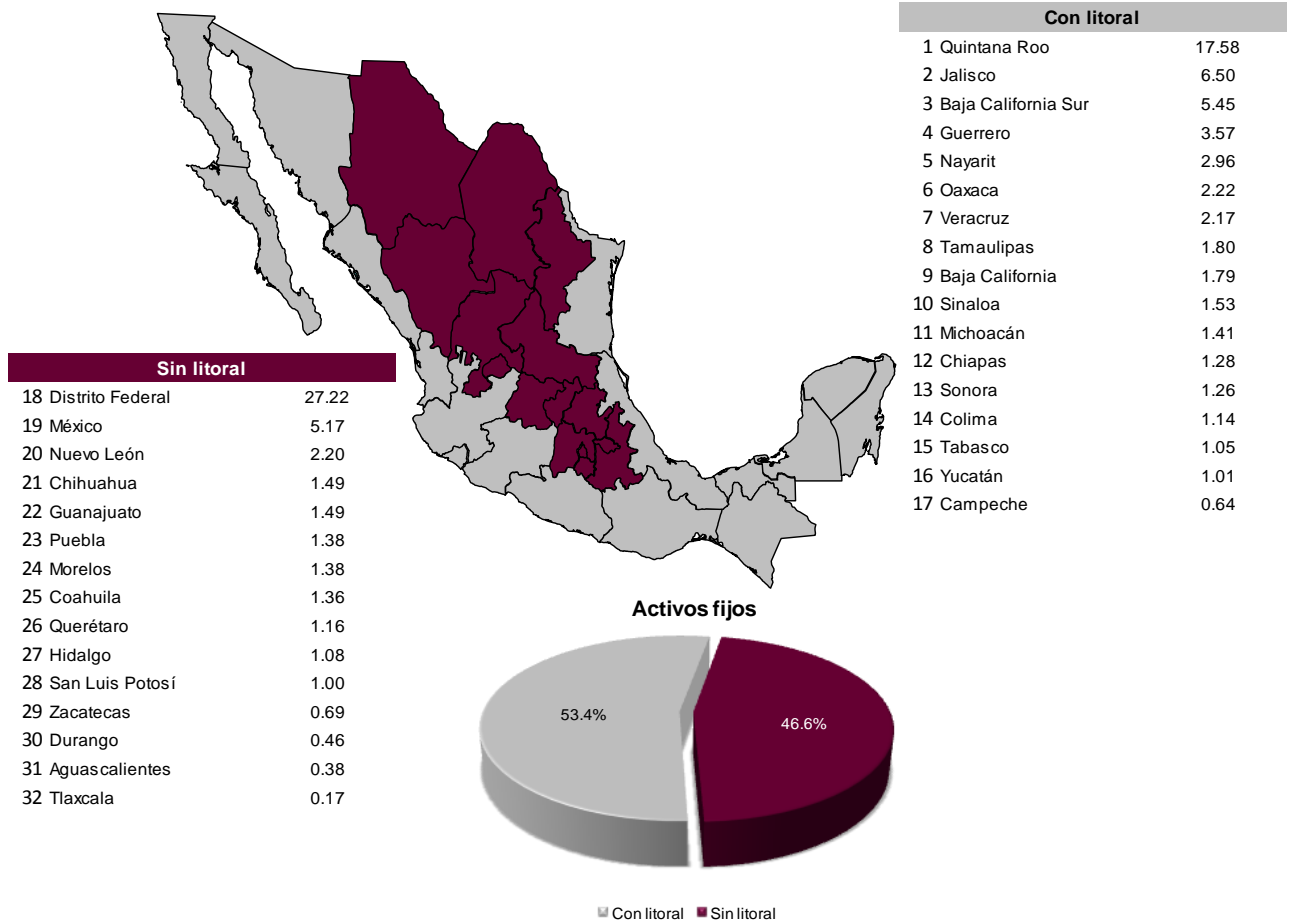 Con litoral
1 Quintana Roo 17.58
2 Jalisco 6.50
3 Baja California Sur 5.45
4 Guerrero 3.57
5 Nayarit 2.96
6 Oaxaca 2.22
7 Veracruz 2.17
8 Tamaulipas 1.80
9 Baja California 1.79
10 Sinaloa 1.53
11 Michoacán 1.41
12 Chiapas 1.28
13 Sonora 1.26
14 Colima 1.14
15 Tabasco 1.05
16 Yucatán 1.01
17 Campeche 0.64
Sin litoral
18 Distrito Federal 27.22
19 México 5.17
20 Nuevo León 2.20
21 Chihuahua 1.49
22 Guanajuato 1.49
23 Puebla 1.38
24 Morelos 1.38
25 Coahuila 1.36
26 Querétaro 1.16
27 Hidalgo 1.08
28 San Luis Potosí 1.00
29 Zacatecas 0.69
30 Durango 0.46
31 Aguascalientes 0.38
32 Tlaxcala 0.17
Activos fijos
53.4% 46.6%
Con litoral Sin litoral